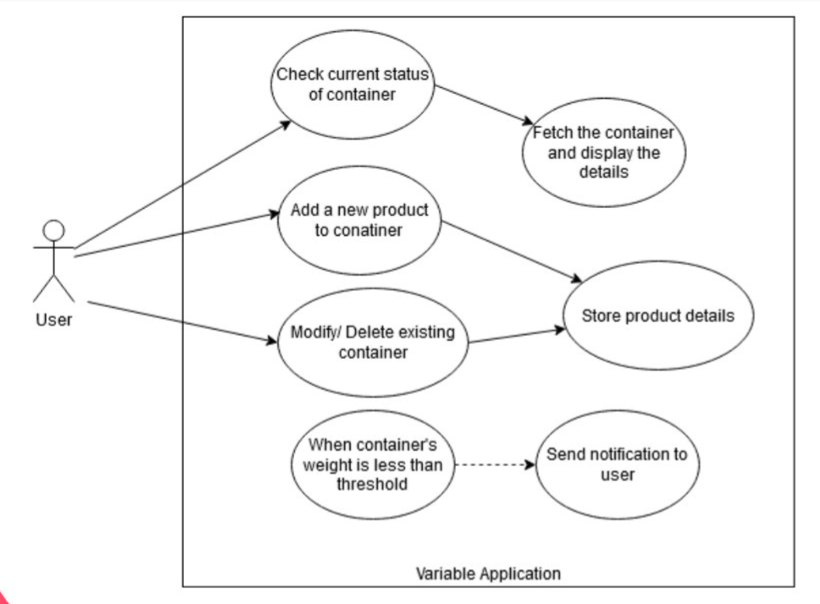 Check current status
of container
Fetch the container
and display the
details
Add a new product
to conatiner
User
Store product details
Modify/ Delete existing
container
When container's
weight is less than
threshold
Send notification to
user
Variable Application